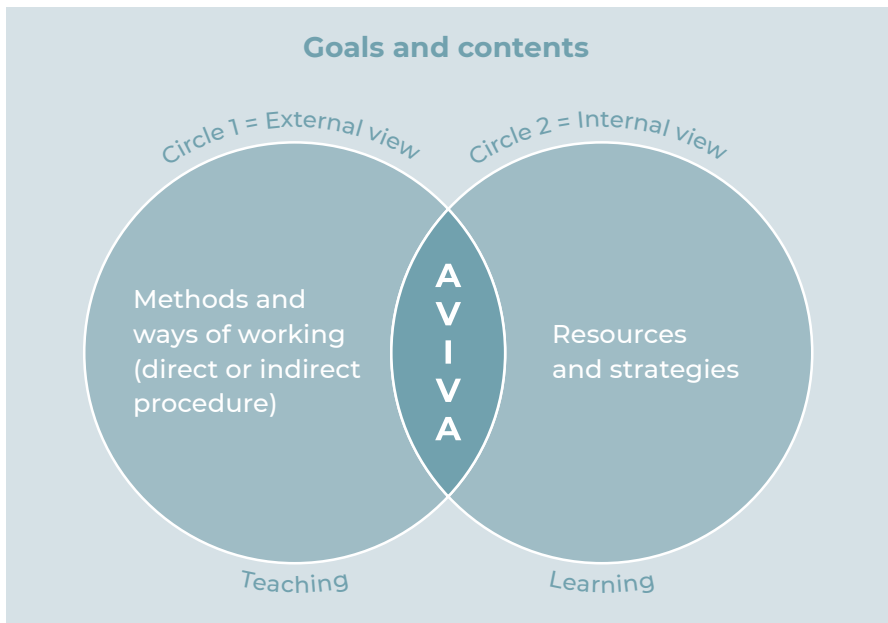 Goals and contents
Circle 1 = External view
Circle 2 = Internal view
Methods and
ways of working
(direct or indirect
procedure)
A
V
I
V
A
Resources
and strategies
Teaching
Learning